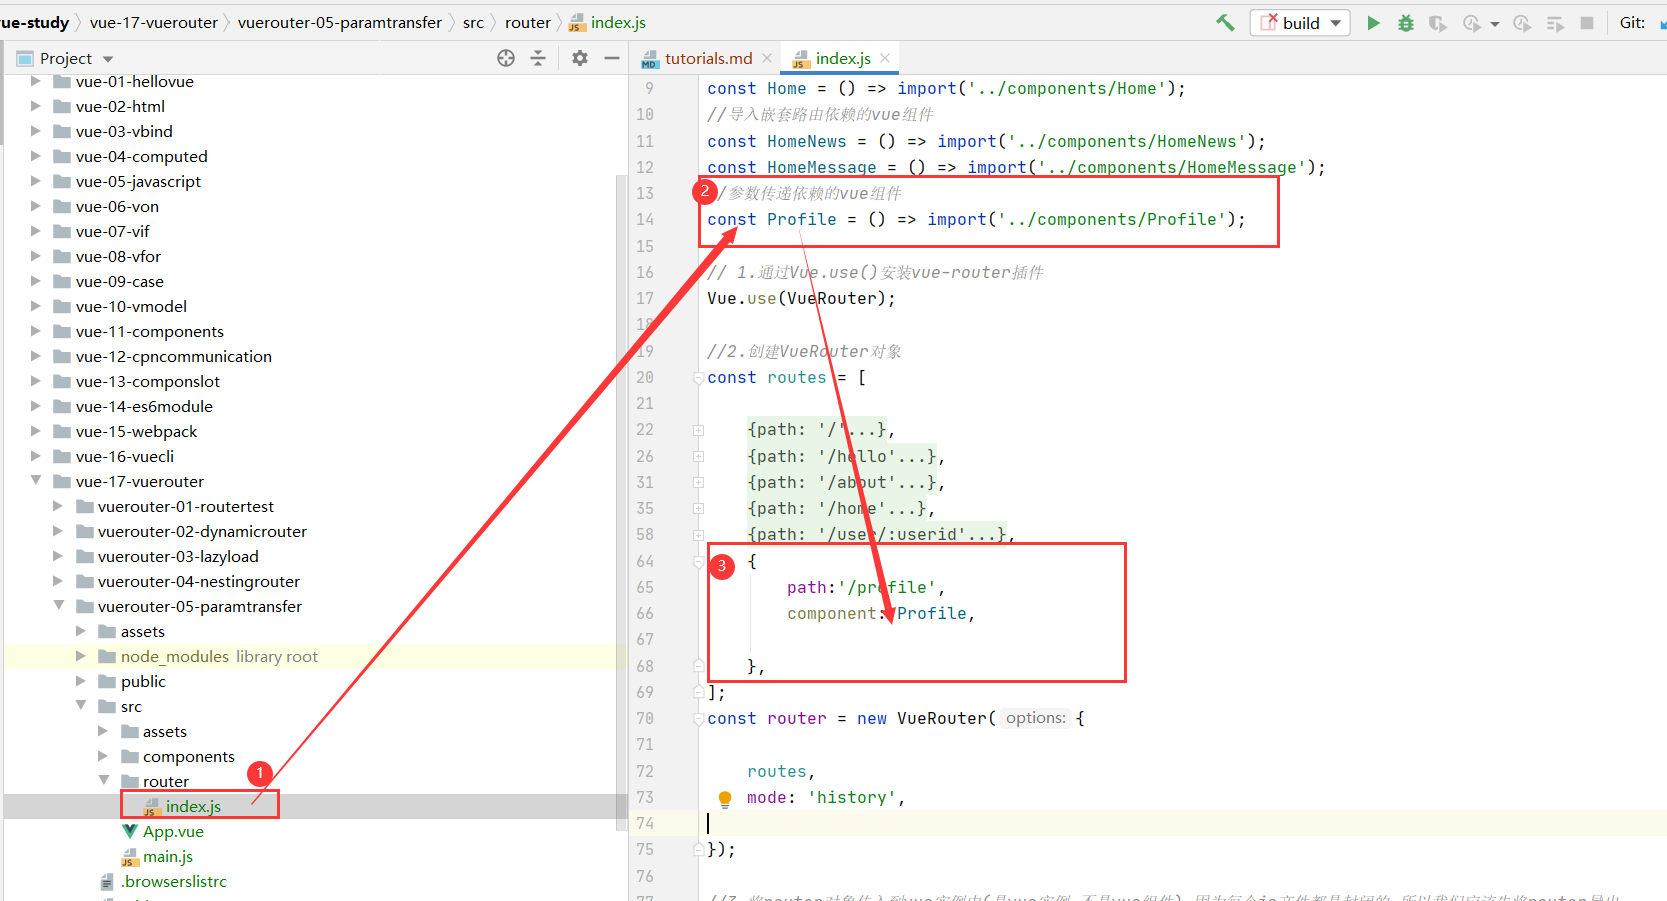 ue-study vue-17-vuerouter vuerouter-05-paramtransfer src router index.js build Git:
Project
tutorials.md index.js
vue-01-hellovue
vue-02-html
vue-03-vbind
vue-04-computed
vue-05-javascript
vue-06-von
vue-07-vif
vue-08-vfor
vue-09-case
vue-10-vmodel
vue-11-components
vue-12-cpncommunication
vue-13-componslot
vue-14-es6module
vue-15-webpack
vue-16-vuecli
vue-17-vuerouter
vuerouter-01-routertest
vuerouter-02-dynamicrouter
vuerouter-03-lazyload
vuerouter-04-nestingrouter
vuerouter-05-paramtransfer
assets
node_modules library root
public
src
assets
components
router
1
index.js
App.vue
main.js
.browserslistrc
9 const Home = () => import('../components/Home');
10 //导入嵌套路由依赖的vue组件
11 const HomeNews = () => import('../components/HomeNews');
12 const HomeMessage = () => import('../components/HomeMessage');
2
13 /参数传递依赖的vue组件
14 const Profile = () => import('../components/Profile');
15
16 // 1.通过Vue.use()安装vue-router插件
17 Vue.use(VueRouter);
18
19 //2.创建VueRouter对象
20 const routes = [
21
22 {path: '/'...},
26 {path: '/hello'...},
31 {path: '/about'...},
35 {path: '/home'...},
58 {path: '/user/:userid'...},
3
64 {
65 path:'/profile',
66 component: Profile,
67
68 },
69 ];
70 const router = new VueRouter( options: {
71
72 routes,
73 mode: 'history',
74
75 });
76